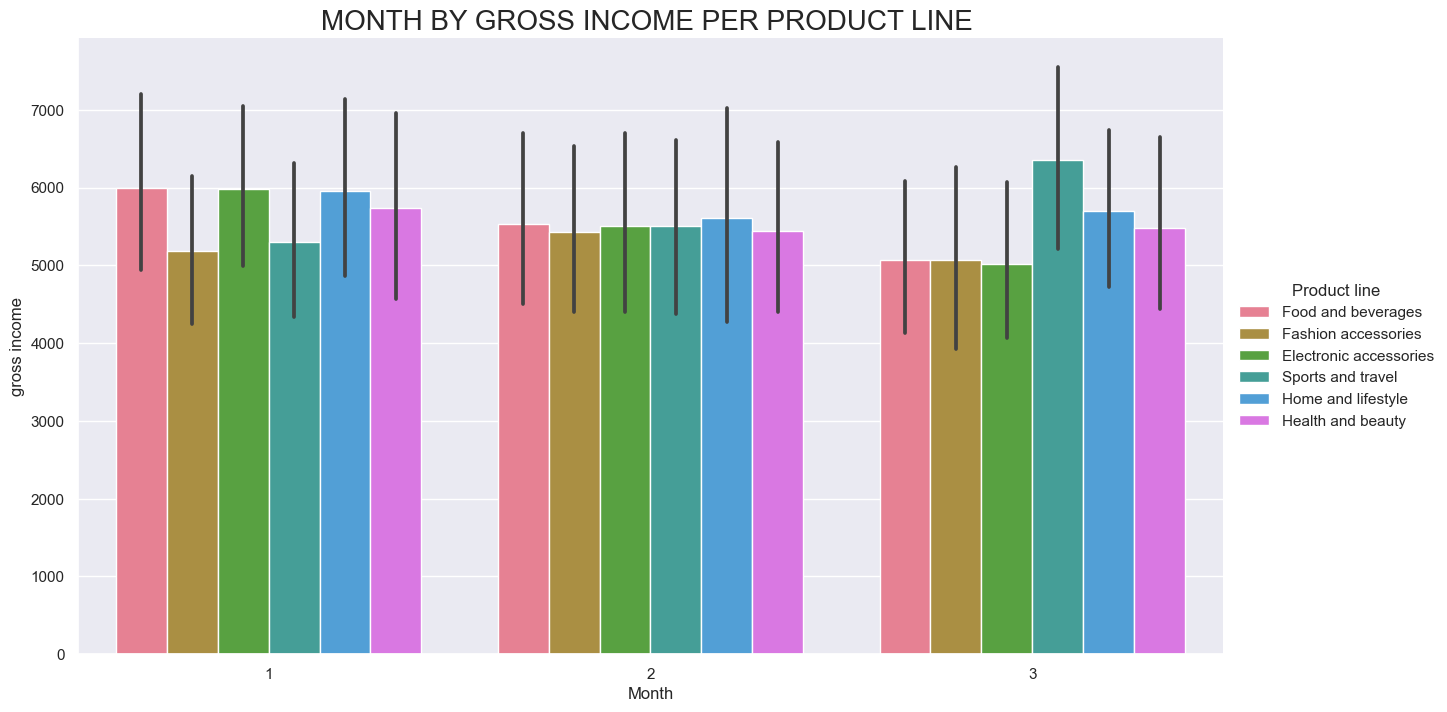 MONTH BY GROSS INCOME PER PRODUCT LINE
gross income
7000
6000
5000
4000
3000
2000
1000
0
1
2
3
Month
Product line
Food and beverages
Fashion accessories
Electronic accessories
Sports and travel
Home and lifestyle
Health and beauty